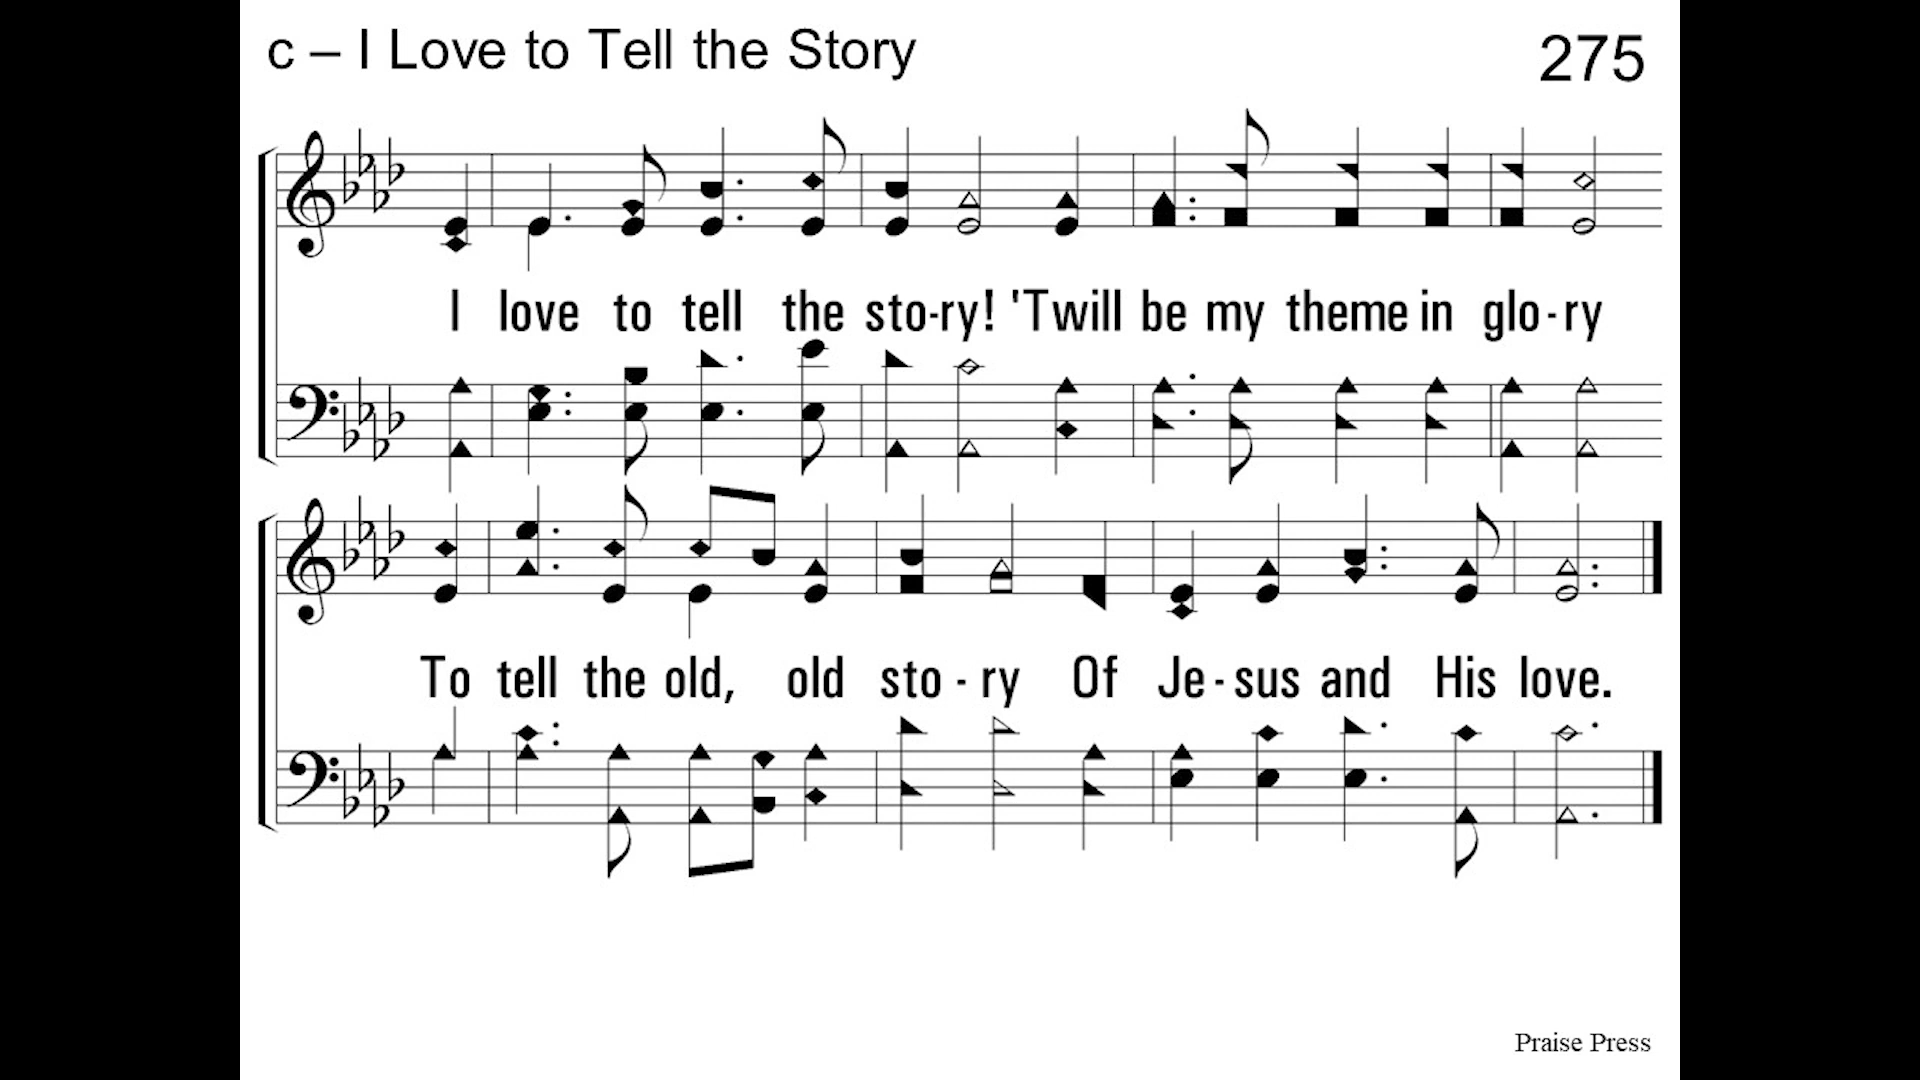 c – I Love to Tell the Story
275
I love to tell the sto-ry! 'Twill be my theme in glo-ry
To tell the old, old sto-ry Of Je-sus and His love.
Praise Press